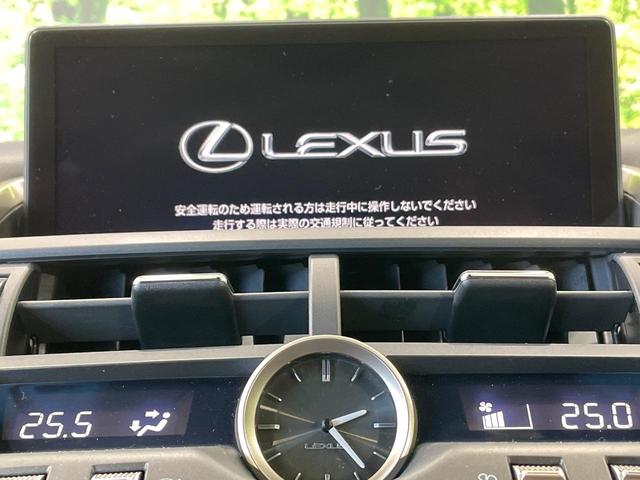 LEXUS
安全運転のため運転される方は走行中に操作しないでください
走行する際は実際の交通規制に従ってください
25.5
LEXUS
25.0